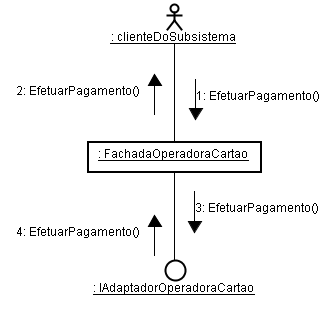 : clienteDoSubsistema
2: EfetuarPagamento()
1: EfetuarPagamento()
: FachadaOperadoraCartao
3: EfetuarPagamento()
4: EfetuarPagamento()
: IAdaptadorOperadoraCartao